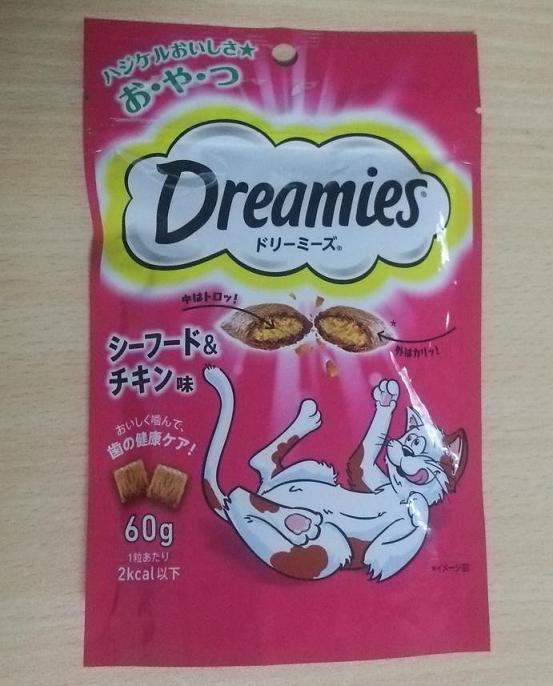 ハジケルおいしさ★
お・や・つ
Dreamies®
ドリーミーズ®
中はトロッ!
*
外はカリッ!
シーフード&
チキン味
おいしく噛んで、
歯の健康ケア!
60g
1粒あたり
2kcal以下
*イメージ図